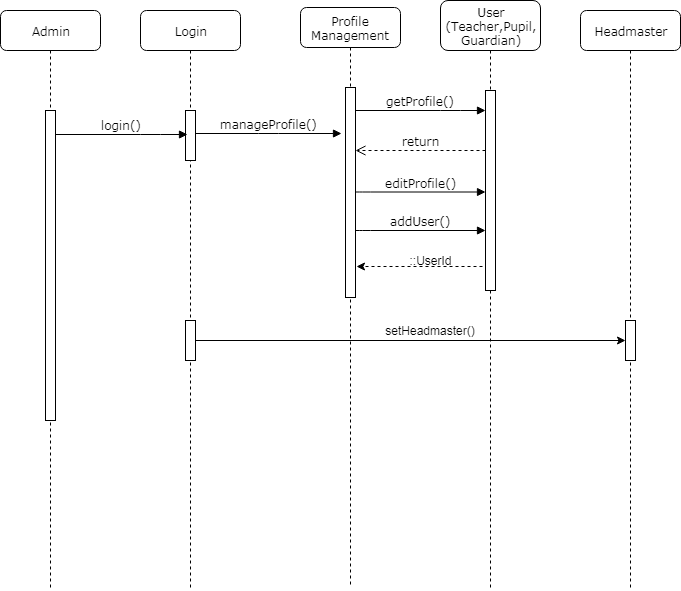 Admin
Login
Profile
Management
User
(Teacher,Pupil,
Guardian)
Headmaster
login()
manageProfile()
getProfile()
return
editProfile()
addUser()
::UserId
setHeadmaster()